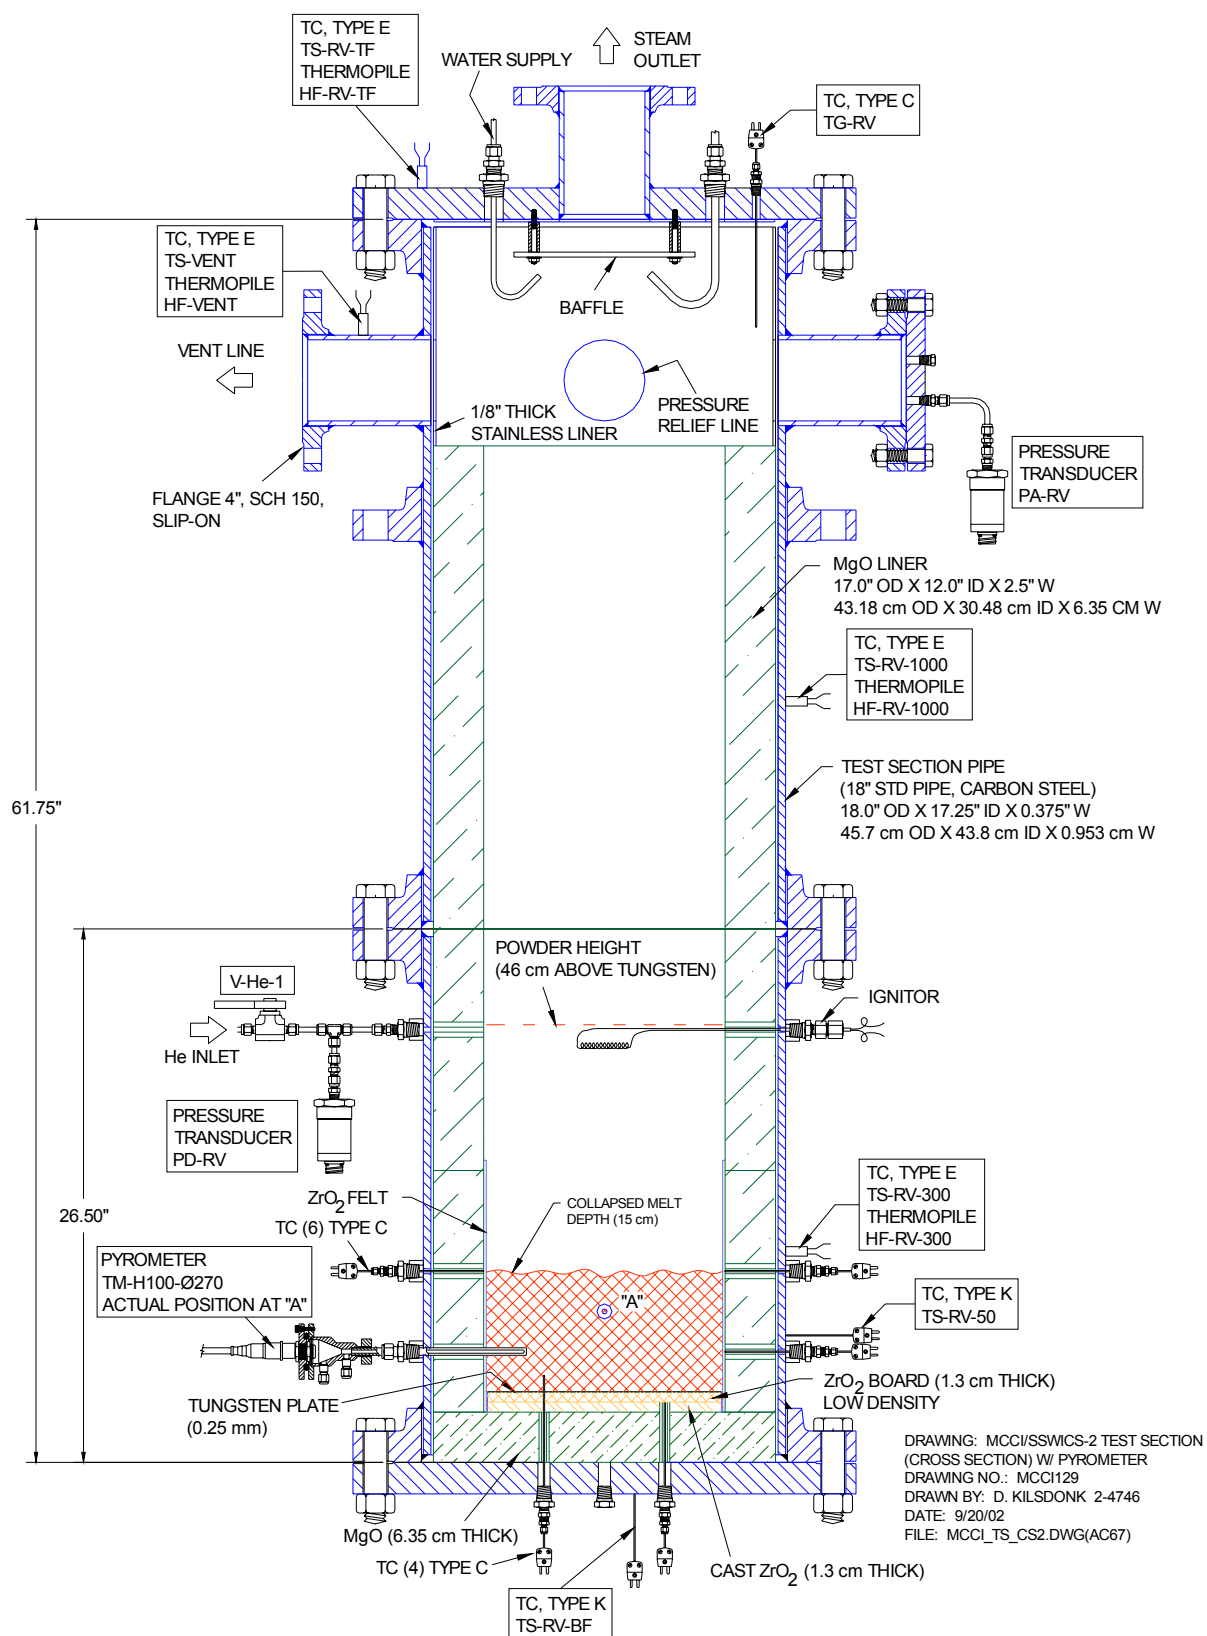 TC, TYPE E
TS-RV-TF
THERMOPILE
HF-RV-TF
WATER SUPPLY
STEAM
OUTLET
TC, TYPE C
TG-RV
TC, TYPE E
TS-VENT
THERMOPILE
HF-VENT
BAFFLE
VENT LINE
1/8" THICK
STAINLESS LINER
PRESSURE
RELIEF LINE
PRESSURE
TRANSDUCER
PA-RV
FLANGE 4", SCH 150,
SLIP-ON
MgO LINER
17.0" OD X 12.0" ID X 2.5" W
43.18 cm OD X 30.48 cm ID X 6.35 CM W
TC, TYPE E
TS-RV-1000
THERMOPILE
HF-RV-1000
TEST SECTION PIPE
(18" STD PIPE, CARBON STEEL)
18.0" OD X 17.25" ID X 0.375" W
45.7 cm OD X 43.8 cm ID X 0.953 cm W
61.75"
POWDER HEIGHT
(46 cm ABOVE TUNGSTEN)
V-He-1
IGNITOR
He INLET
PRESSURE
TRANSDUCER
PD-RV
TC, TYPE E
TS-RV-300
THERMOPILE
HF-RV-300
ZrO2 FELT
COLLAPSED MELT
DEPTH (15 cm)
26.50"
TC (6) TYPE C
PYROMETER
TM-H100-Ø270
ACTUAL POSITION AT "A"
"A"
TC, TYPE K
TS-RV-50
ZrO2 BOARD (1.3 cm THICK)
LOW DENSITY
TUNGSTEN PLATE
(0.25 mm)
DRAWING: MCCI/SSWICS-2 TEST SECTION
(CROSS SECTION) W/ PYROMETER
DRAWING NO.: MCCI129
DRAWN BY: D. KILSDONK 2-4746
DATE: 9/20/02
FILE: MCCI_TS_CS2.DWG(AC67)
MgO (6.35 cm THICK)
TC (4) TYPE C
CAST ZrO2 (1.3 cm THICK)
TC, TYPE K
TS-RV-BF